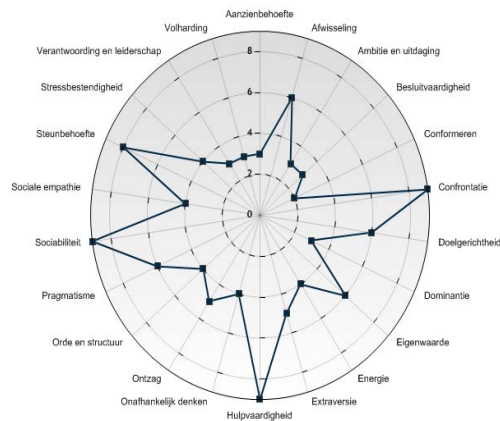 Aanzienbehoefte
Volharding
Afwisseling
Verantwoording en leiderschap
Ambitie en uitdaging
Stressbestendigheid
Besluitvaardigheid
Steunbehoefte
Conformeren
Sociale empathie
Confrontatie
Sociabiliteit
Doelgerichtheid
Pragmatisme
Dominantie
Orde en structuur
Eigenwaarde
Ontzag
Energie
Onafhankelijk denken
Extraversie
Hulpvaardigheid
8
6
4
2
0